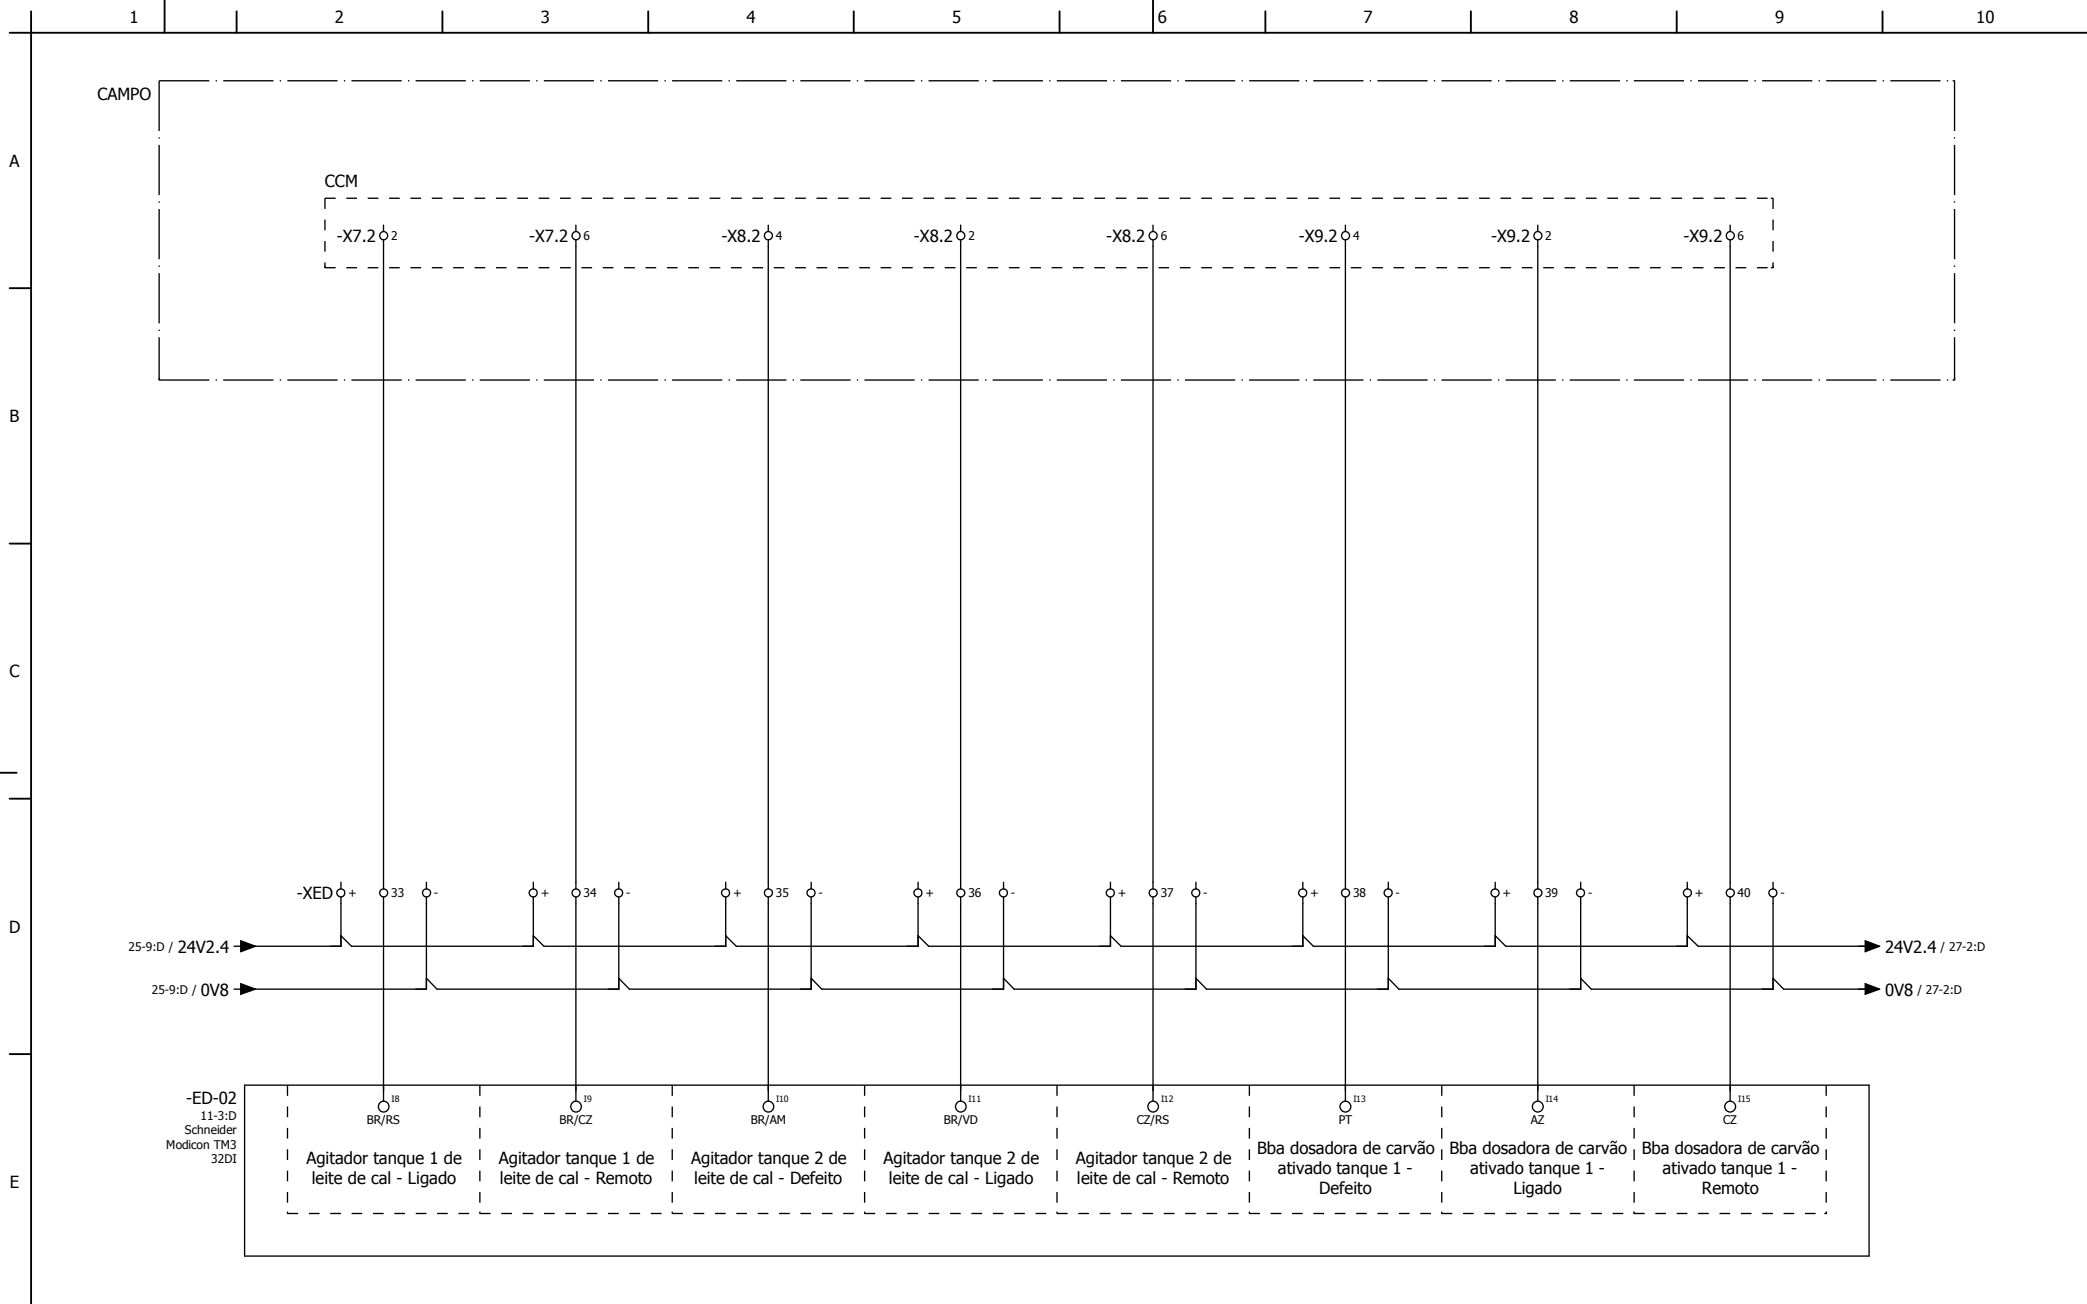 1 2 3 4 5 6 7 8 9 10
CAMPO
A
CCM
-X7.2 2 -X7.2 6 -X8.2 4 -X8.2 2 -X8.2 6 -X9.2 4 -X9.2 2 -X9.2 6
B
C
-XED + 33 - + 34 - + 35 - + 36 - + 37 - + 38 - + 39 - + 40 -
D
25-9:D / 24V2.4 24V2.4 / 27-2:D
25-9:D / 0V8 0V8 / 27-2:D
-ED-02
11-3:D
Schneider
Modicon TM3
32DI
E
I8
BR/RS
Agitador tanque 1 de
leite de cal - Ligado
I9
BR/CZ
Agitador tanque 1 de
leite de cal - Remoto
I10
BR/AM
Agitador tanque 2 de
leite de cal - Defeito
I11
BR/VD
Agitador tanque 2 de
leite de cal - Ligado
I12
CZ/RS
Agitador tanque 2 de
leite de cal - Remoto
I13
PT
Bba dosadora de carvão
ativado tanque 1 -
Defeito
I14
AZ
Bba dosadora de carvão
ativado tanque 1 -
Ligado
I15
CZ
Bba dosadora de carvão
ativado tanque 1 -
Remoto